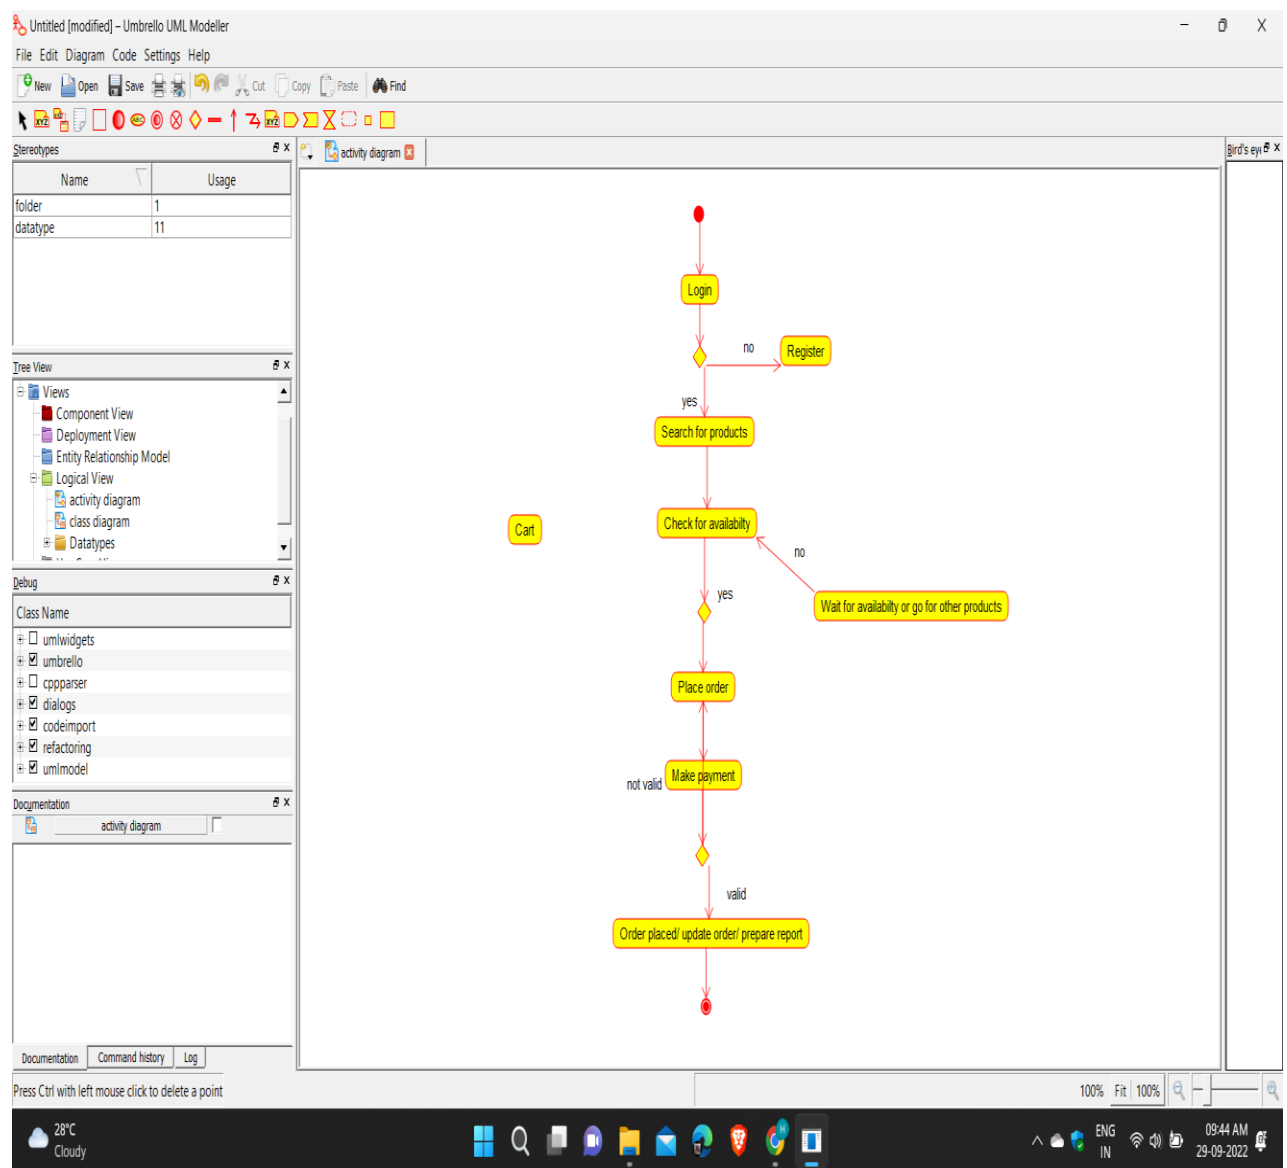 Untitled [modified] – Umbrello UML Modeller
File Edit Diagram Code Settings Help
New Open Save Cut Copy Paste Find
Stereotypes
activity diagram
Bird's eye
Name Usage
folder 1
datatype 11
Login
no
Register
yes
Search for products
Check for availabilty
Cart
no
yes
Wait for availabilty or go for other products
Place order
Make payment
not valid
valid
Order placed/ update order/ prepare report
Tree View
Views
Component View
Deployment View
Entity Relationship Model
Logical View
activity diagram
class diagram
Datatypes
Debug
Class Name
umlwidgets
umbrello
cppparser
dialogs
codeimport
refactoring
umlmodel
Documentation
activity diagram
Documentation Command history Log
Press Ctrl with left mouse click to delete a point
100% Fit 100%
28°C
Cloudy
ENG
IN
09:44 AM
29-09-2022